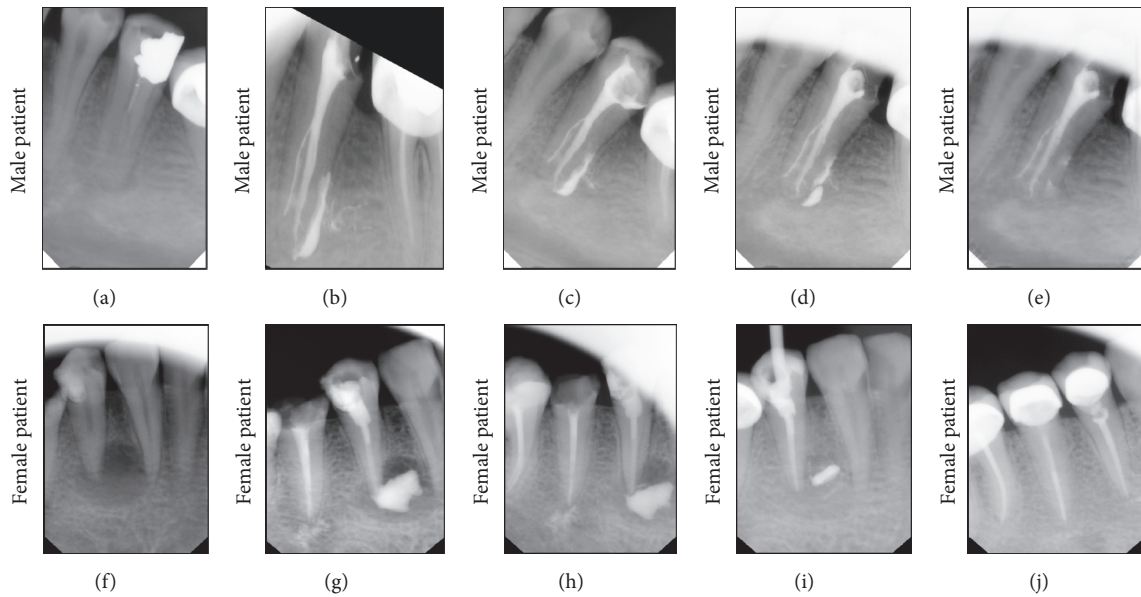 Male patient
Male patient
Male patient
Male patient
Male patient
(a)
(b)
(c)
(d)
(e)
Female patient
Female patient
Female patient
Female patient
Female patient
(f)
(g)
(h)
(i)
(j)